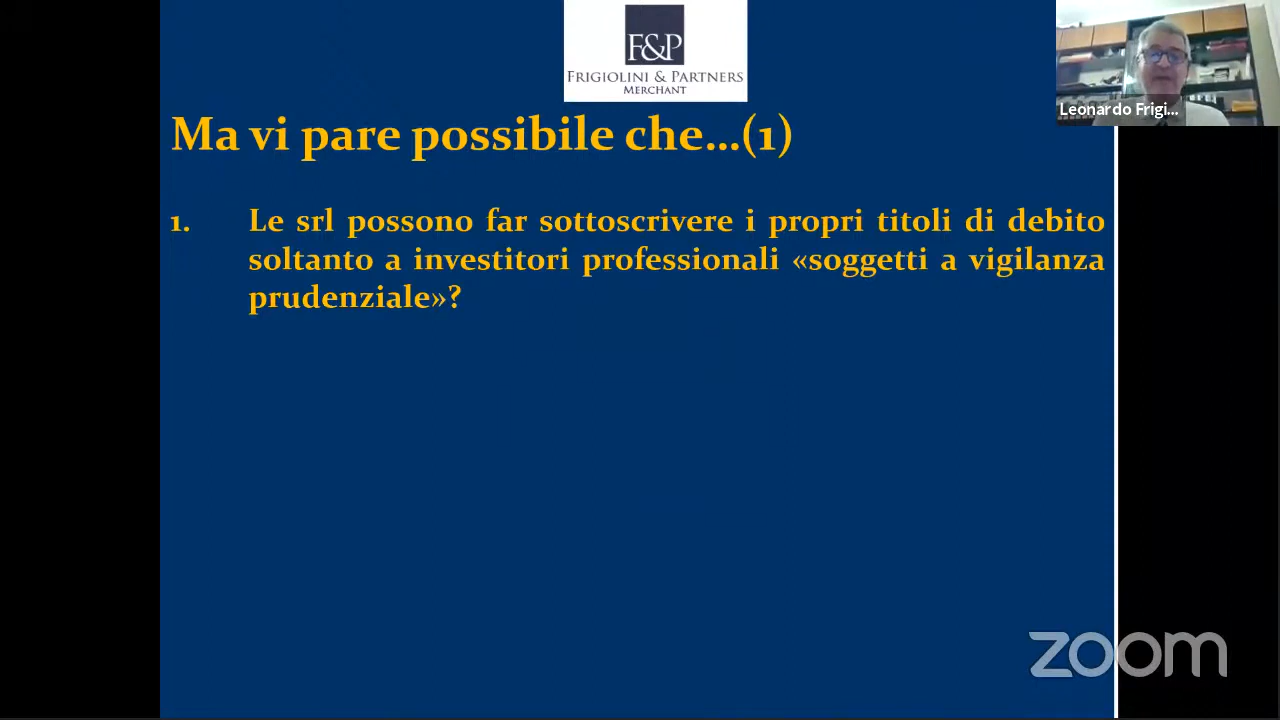 F&P
FRIGIOLINI & PARTNERS
MERCHANT
Leonardo Frigi...
Ma vi pare possibile che...(1)
1. Le srl possono far sottoscrivere i propri titoli di debito
soltanto a investitori professionali «soggetti a vigilanza
prudenziale»?
zoom